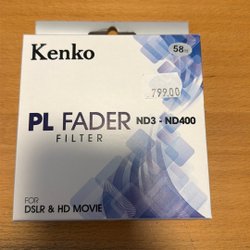 Kenko
58mm
799.00
PL FADER ND3 - ND400
FILTER
FOR
DSLR & HD MOVIE